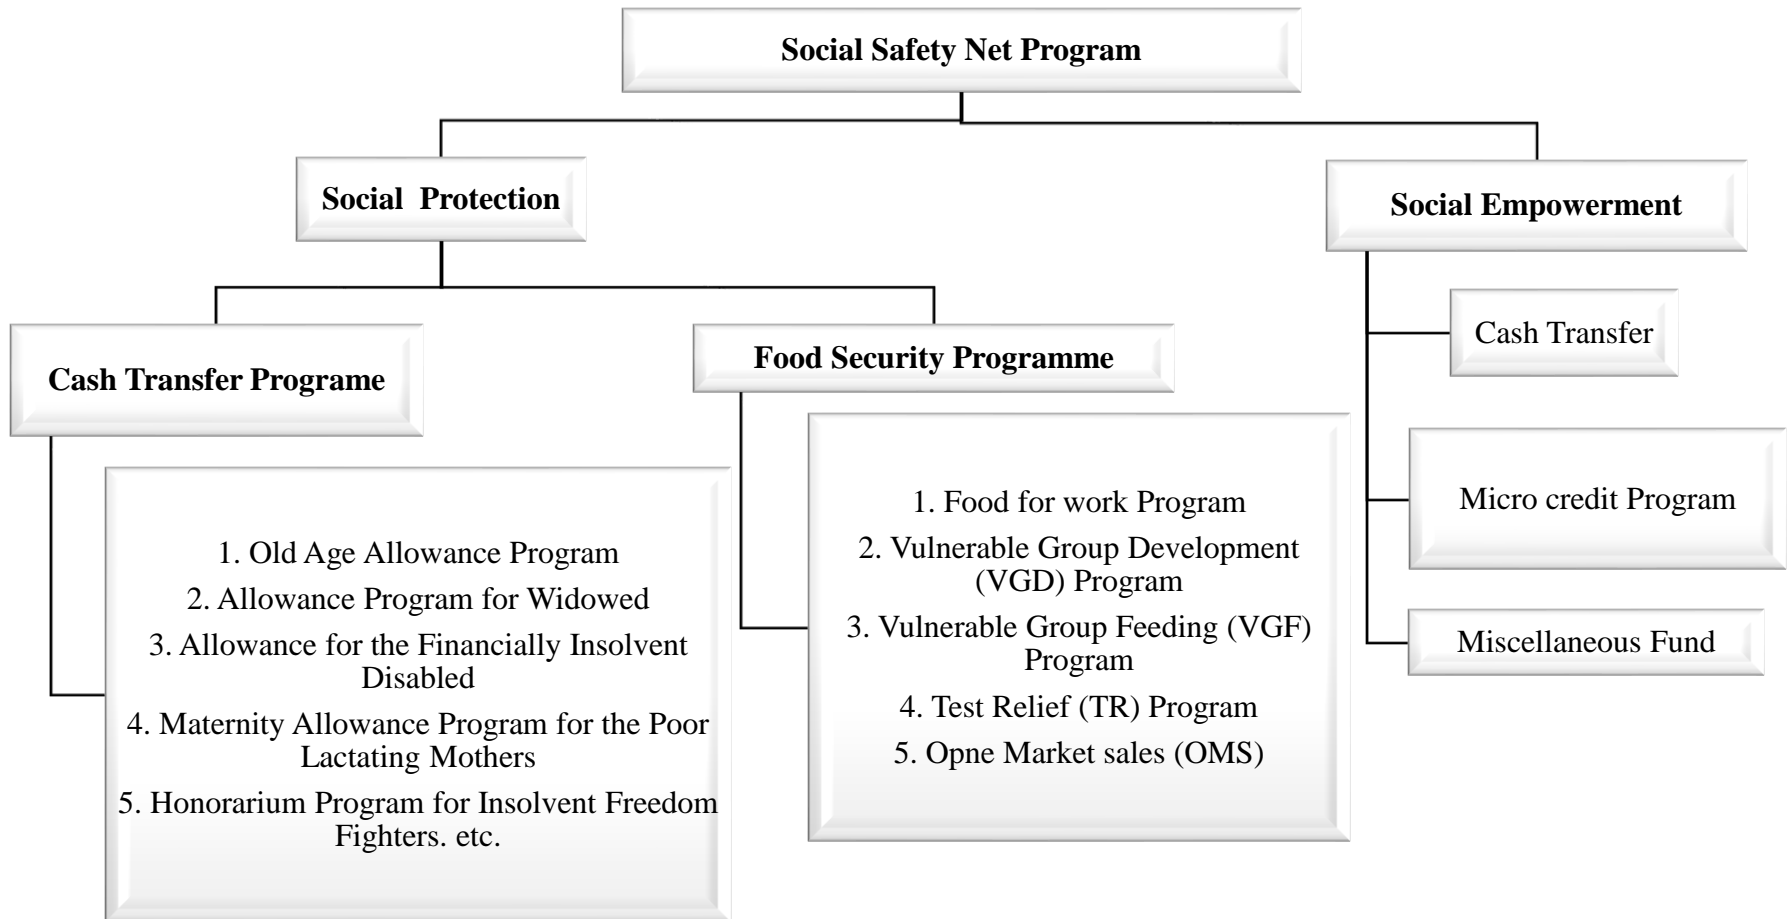 Social Safety Net Program
Social Protection
Social Empowerment
Cash Transfer Programe
Food Security Programme
Cash Transfer
Micro credit Program
Miscellaneous Fund
1. Old Age Allowance Program
2. Allowance Program for Widowed
3. Allowance for the Financially Insolvent
Disabled
4. Maternity Allowance Program for the Poor
Lactating Mothers
5. Honorarium Program for Insolvent Freedom
Fighters. etc.
1. Food for work Program
2. Vulnerable Group Development
(VGD) Program
3. Vulnerable Group Feeding (VGF)
Program
4. Test Relief (TR) Program
5. Opne Market sales (OMS)